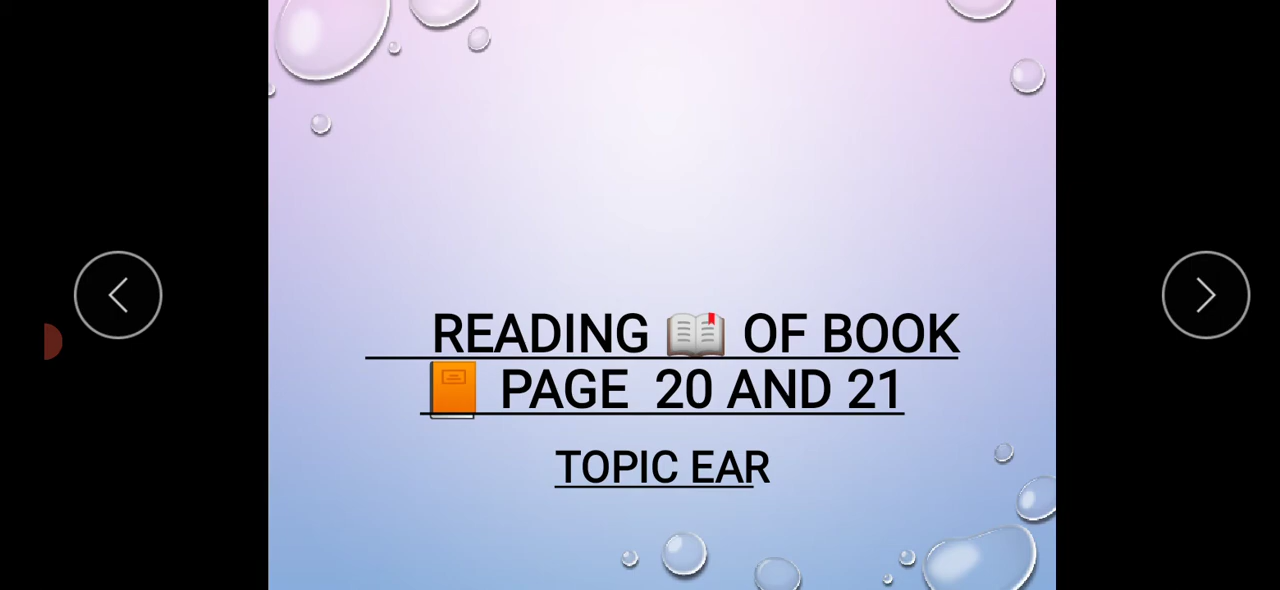 READING 📖 OF BOOK
📙 PAGE 20 AND 21
TOPIC EAR